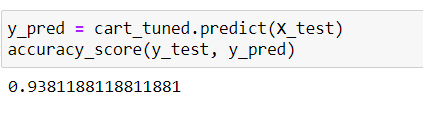 y_pred = cart_tuned.predict(X_test)
accuracy_score(y_test, y_pred)
0.9381188118811881